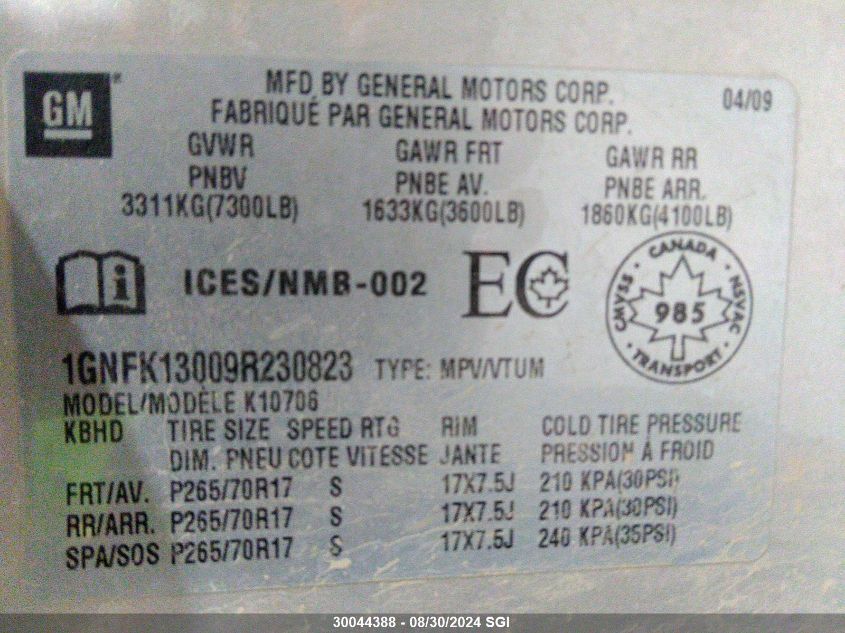 GM
MFD BY GENERAL MOTORS CORP.
FABRIQUÉ PAR GENERAL MOTORS CORP.
04/09
GVWR GAWR FRT GAWR RR
PNBV PNBE AV. PNBE ARR.
3311KG(7300LB) 1633KG(3600LB) 1860KG(4100LB)
i ICES/NMB-002 EC
CANADA
CMVSS 985 NSVAC
TRANSPORT
1GNFK13009R230823 TYPE: MPV/VTUM
MODEL/MODÈLE K10706
KBHD TIRE SIZE SPEED RTG RIM COLD TIRE PRESSURE
DIM. PNEU COTE VITESSE JANTE PRESSION À FROID
FRT/AV. P265/70R17 S 17X7.5J 210 KPA(30PSI)
RR/ARR. P265/70R17 S 17X7.5J 210 KPA(30PSI)
SPA/SOS P265/70R17 S 17X7.5J 240 KPA(35PSI)
30044388 - 08/30/2024 SGI